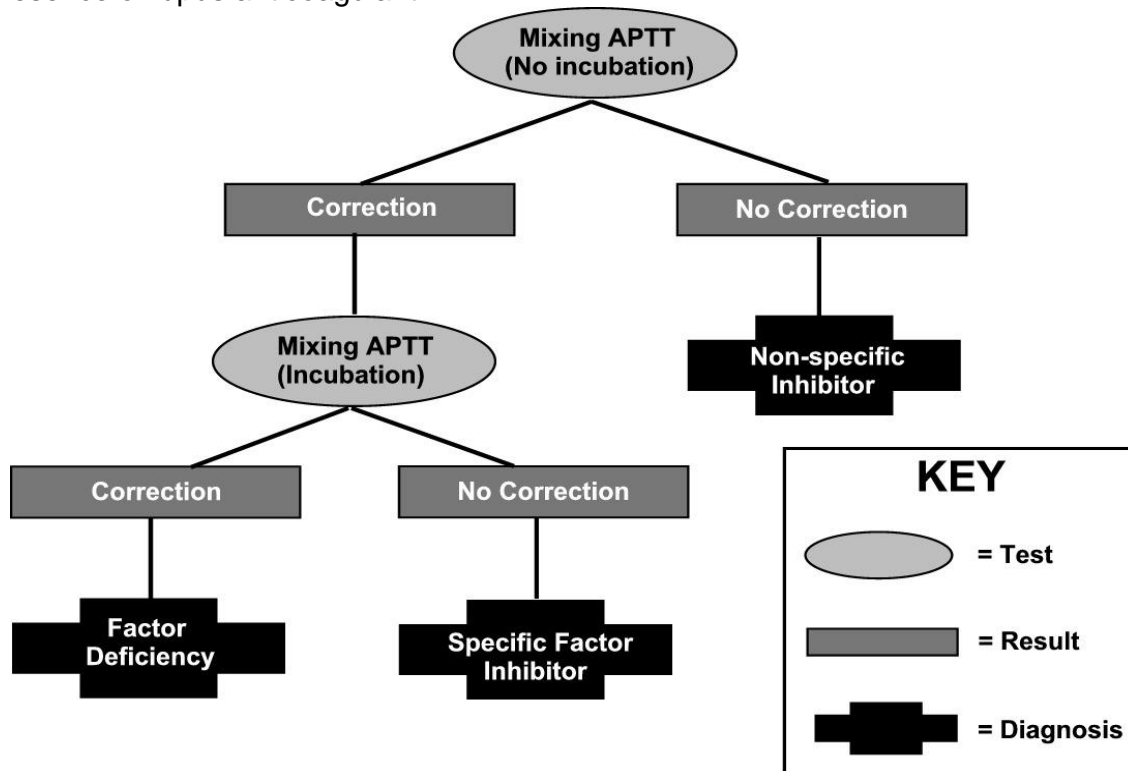 Mixing APTT
(No incubation)
Correction
No Correction
Mixing APTT
(Incubation)
Non-specific
Inhibitor
Correction
No Correction
Factor
Deficiency
Specific Factor
Inhibitor
KEY
= Test
= Result
= Diagnosis